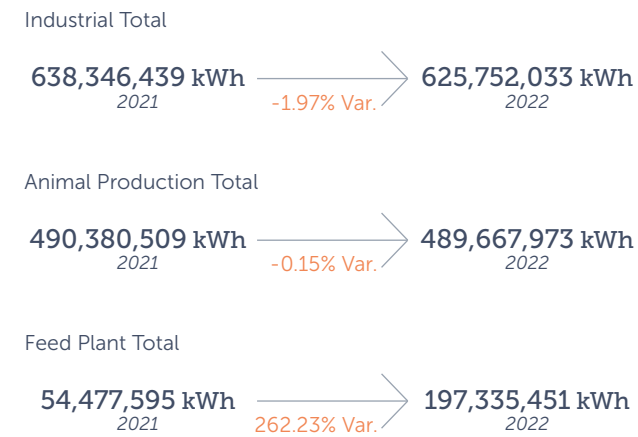 Industrial Total
638,346,439 kWh
2021
-1.97% Var.
625,752,033 kWh
2022
Animal Production Total
490,380,509 kWh
2021
-0.15% Var.
489,667,973 kWh
2022
Feed Plant Total
54,477,595 kWh
2021
262.23% Var.
197,335,451 kWh
2022